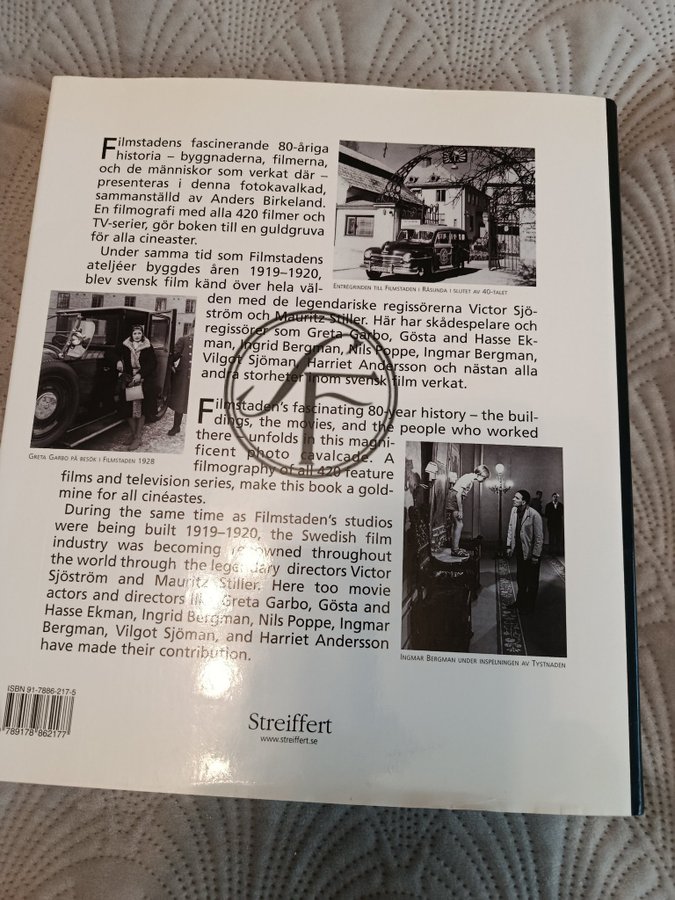 Filmstadens fascinerande 80-åriga
historia – byggnaderna, filmerna,
och de människor som verkat där –
presenteras i denna fotokavalkad,
sammanställd av Anders Birkeland.
En filmografi med alla 420 filmer och
TV-serier, gör boken till en guldgruva
för alla cineaster.
Under samma tid som Filmstadens
ateljéer byggdes åren 1919–1920,
blev svensk film känd över hela väl-
den med de legendariske regissörerna Victor Sjö-
ström och Mauritz Stiller. Här har skådespelare och
regissörer som Greta Garbo, Gösta and Hasse Ek-
man, Ingrid Bergman, Nils Poppe, Ingmar Bergman,
Vilgot Sjöman, Harriet Andersson och nästan alla
andra storheter inom svensk film verkat.
Entregrinden till Filmstaden i Råsunda i slutet av 40-talet
Greta Garbo på besök i Filmstaden 1928
Filmstaden's fascinating 80-year history – the buil-
dings, the movies, and the people who worked
there – unfolds in this magni-
ficent photo cavalcade. A
filmography of all 420 feature
films and television series, make this book a gold-
mine for all cinéastes.
During the same time as Filmstaden's studios
were being built 1919–1920, the Swedish film
industry was becoming renowned throughout
the world through the legendary directors Victor
Sjöström and Mauritz Stiller. Here too movie
actors and directors like Greta Garbo, Gösta and
Hasse Ekman, Ingrid Bergman, Nils Poppe, Ingmar
Bergman, Vilgot Sjöman, and Harriet Andersson
have made their contribution.
Ingmar Bergman under inspelningen av Tystnaden
ISBN 91-7886-217-5
789178 862177
Streiffert
www.streiffert.se